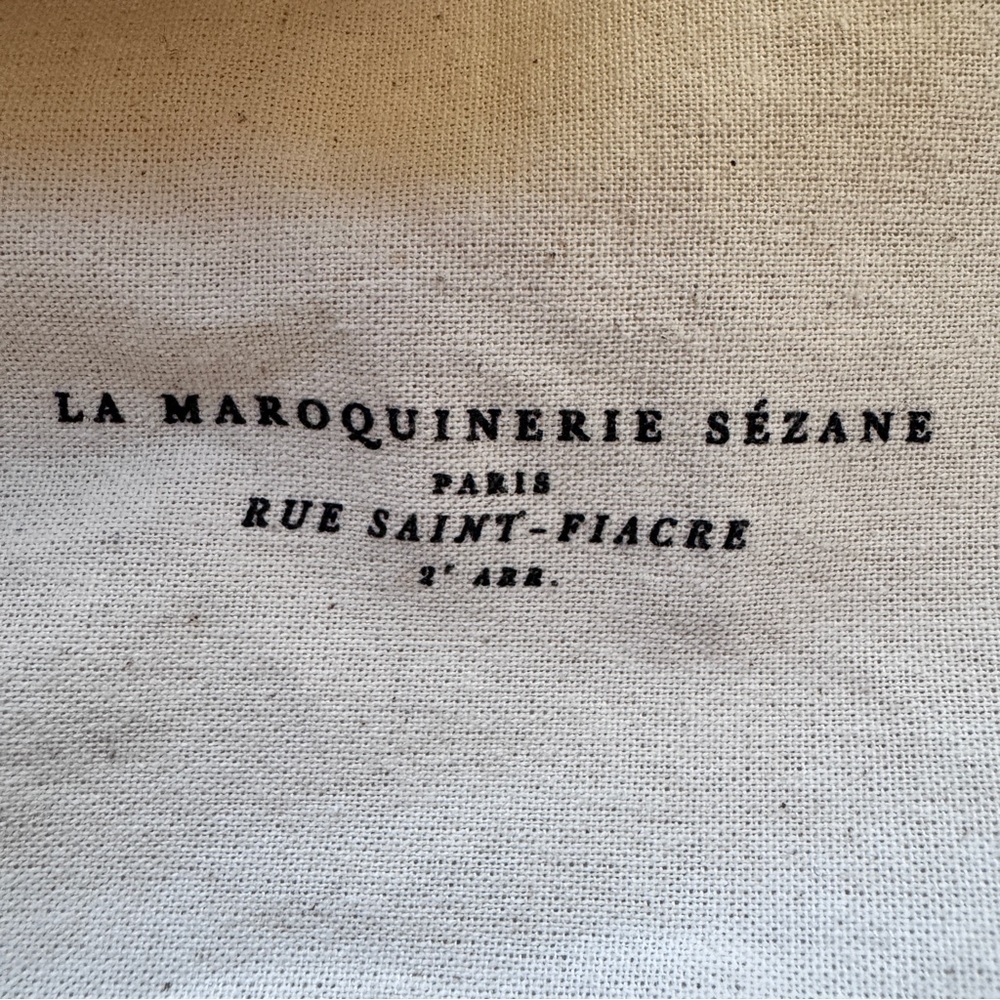 LA MAROQUINERIE SÉZANE
PARIS
RUE SAINT-FIACRE
2e ARR.